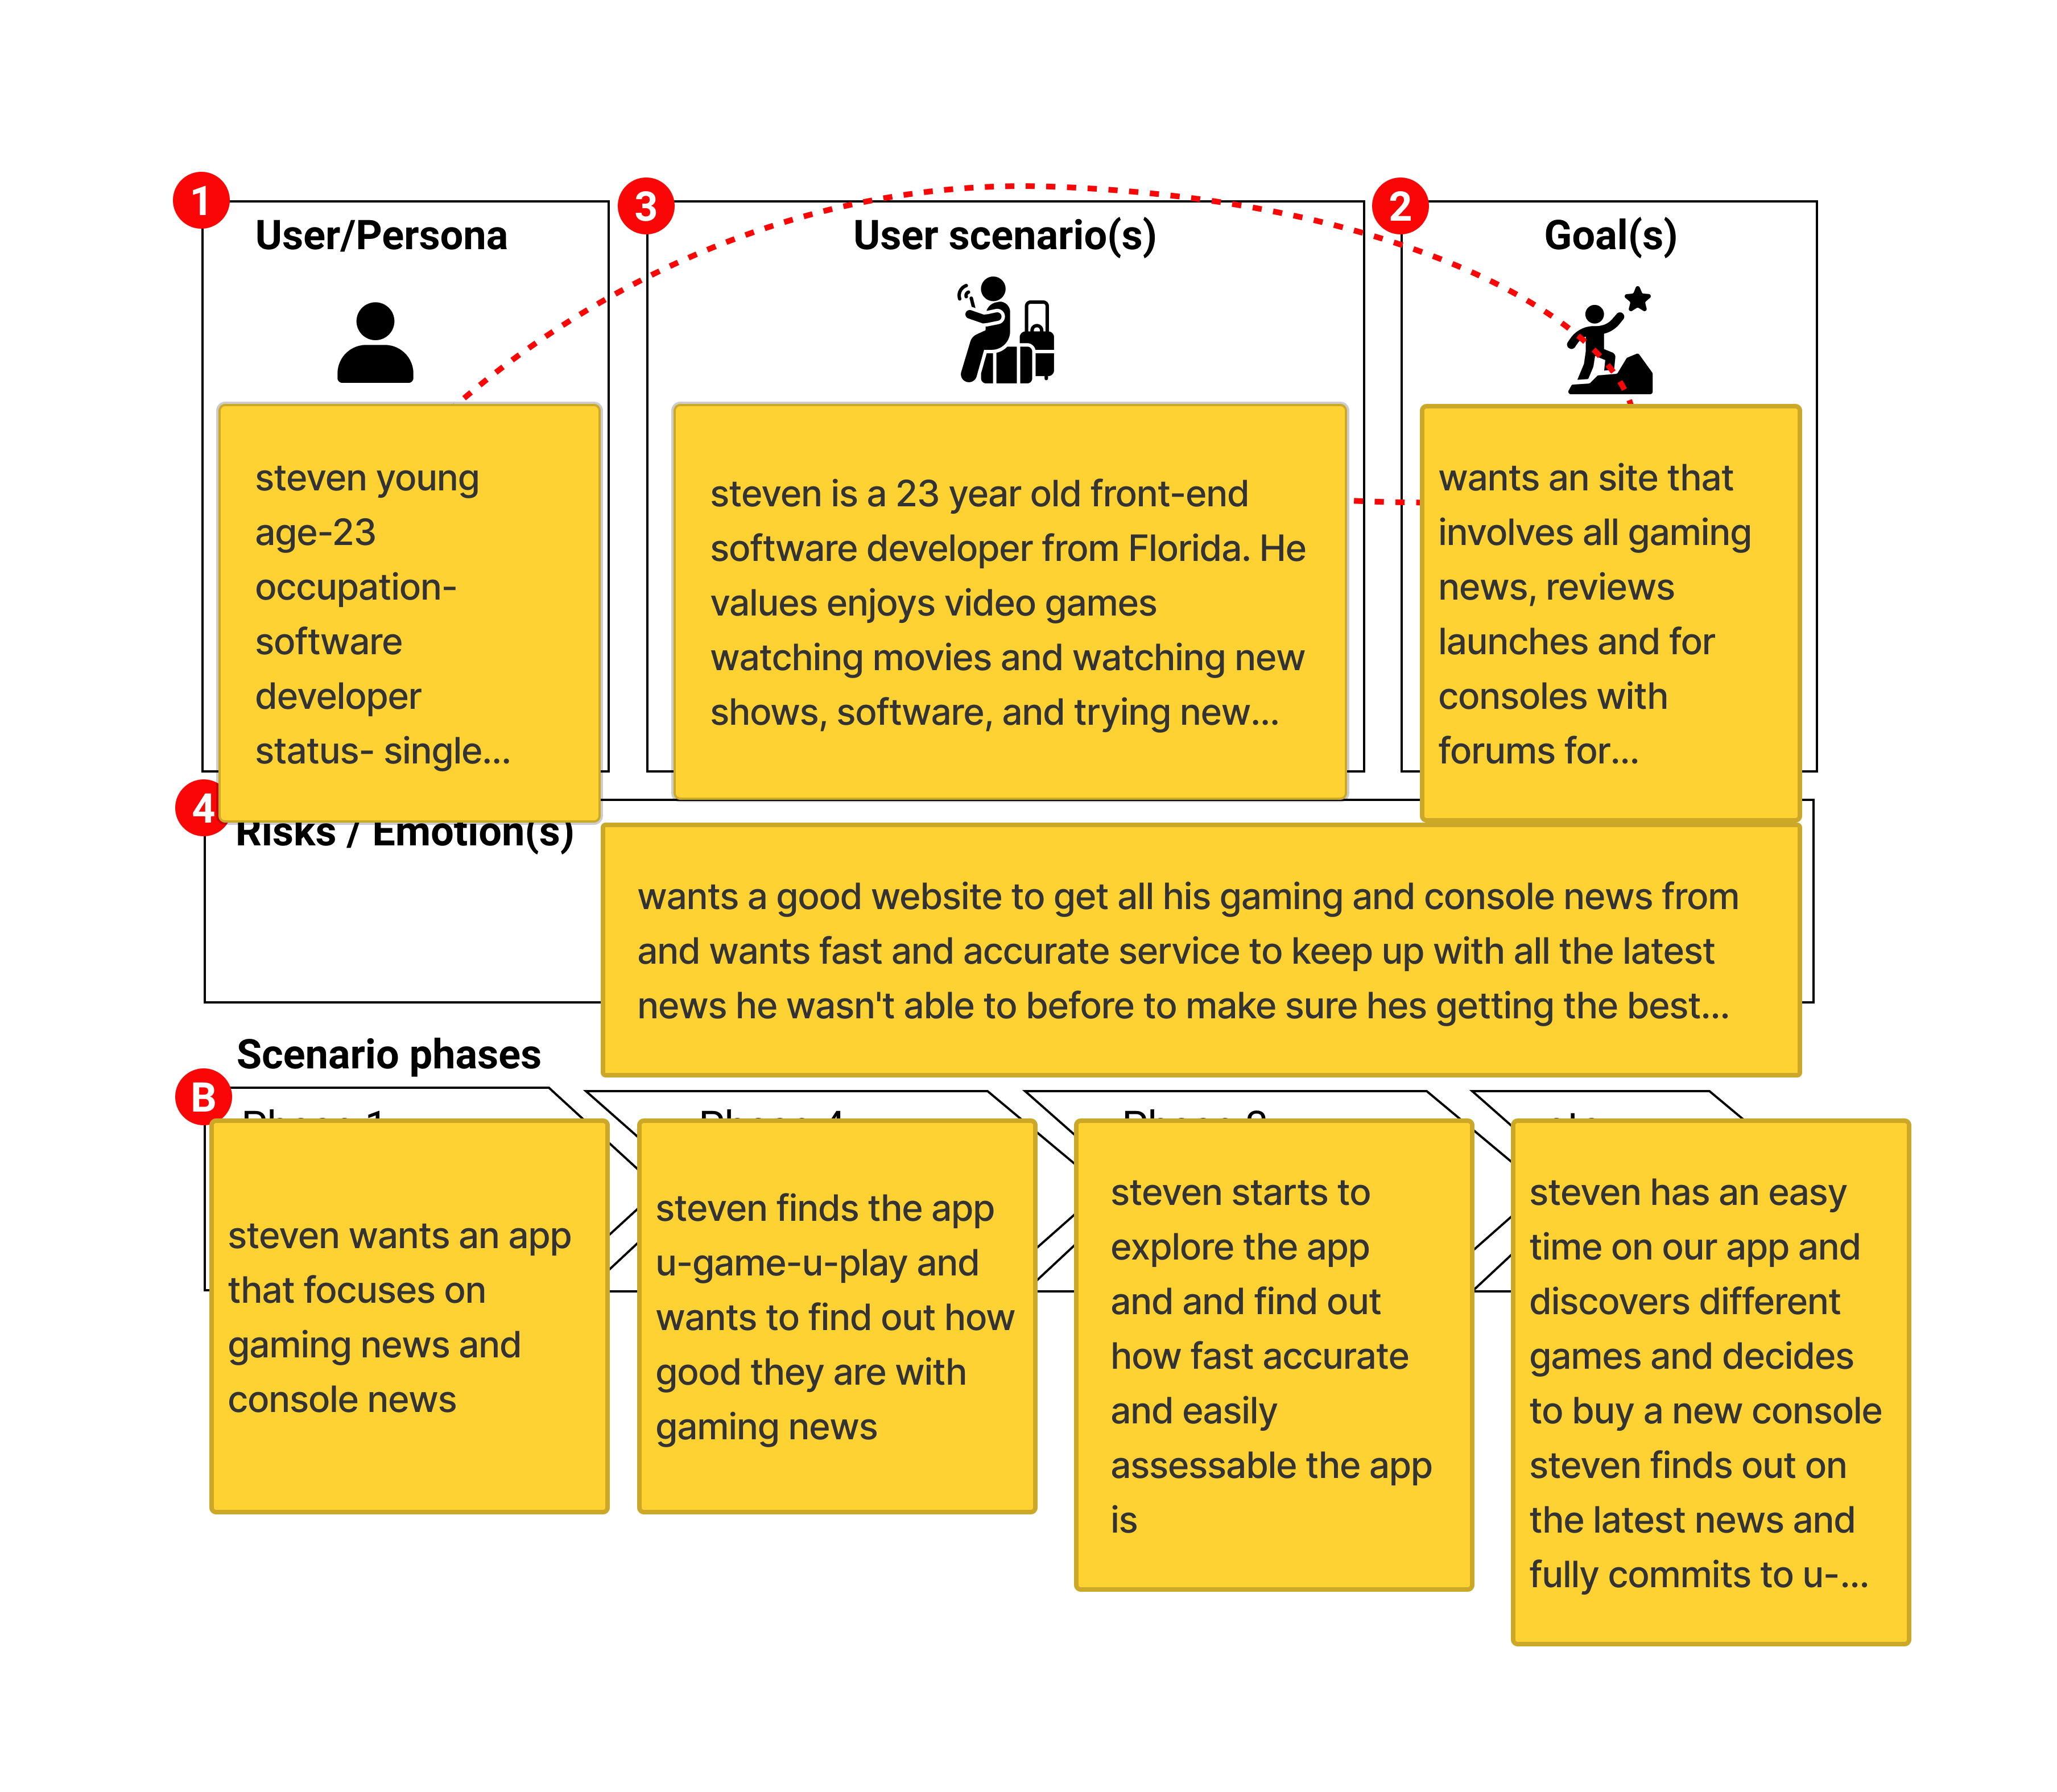 1
User/Persona
steven young
age-23
occupation-
software
developer
status- single...
3
User scenario(s)
steven is a 23 year old front-end
software developer from Florida. He
values enjoys video games
watching movies and watching new
shows, software, and trying new...
2
Goal(s)
wants an site that
involves all gaming
news, reviews
launches and for
consoles with
forums for...
4
Risks / Emotion(s)
wants a good website to get all his gaming and console news from
and wants fast and accurate service to keep up with all the latest
news he wasn't able to before to make sure hes getting the best...
Scenario phases
B
steven wants an app
that focuses on
gaming news and
console news
steven finds the app
u-game-u-play and
wants to find out how
good they are with
gaming news
steven starts to
explore the app
and and find out
how fast accurate
and easily
assessable the app
is
steven has an easy
time on our app and
discovers different
games and decides
to buy a new console
steven finds out on
the latest news and
fully commits to u-...